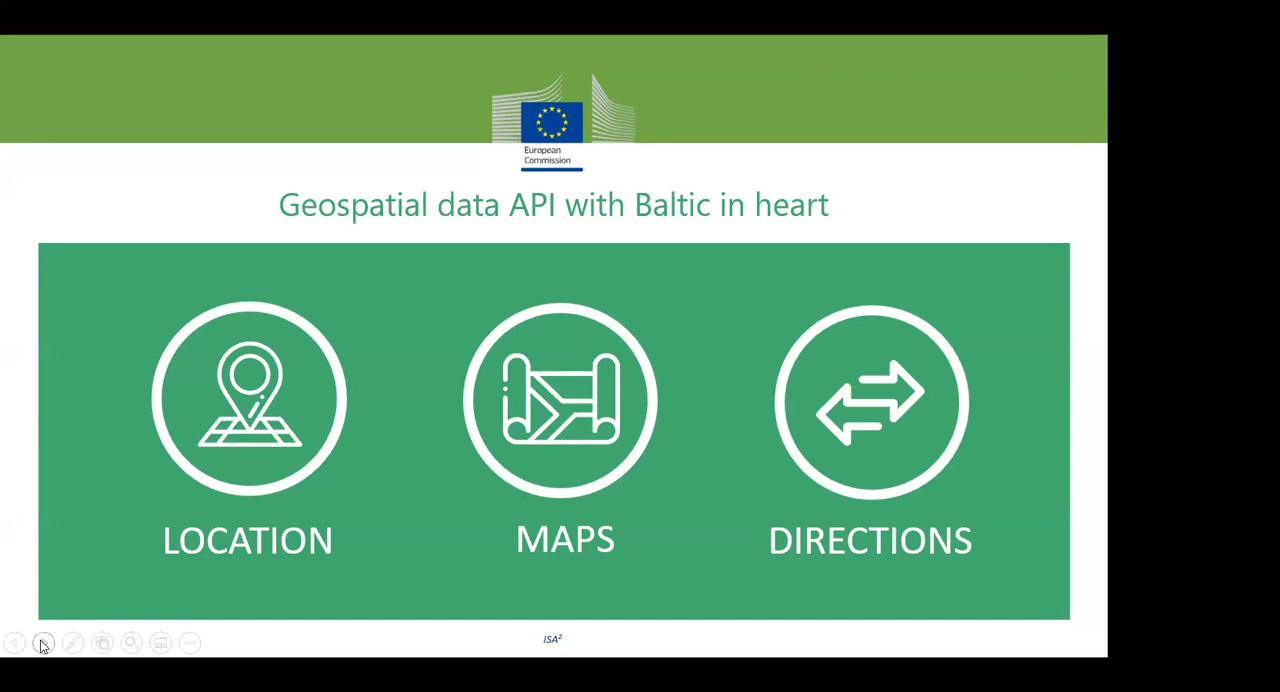 European
Commission
Geospatial data API with Baltic in heart
LOCATION
MAPS
DIRECTIONS
ISA²